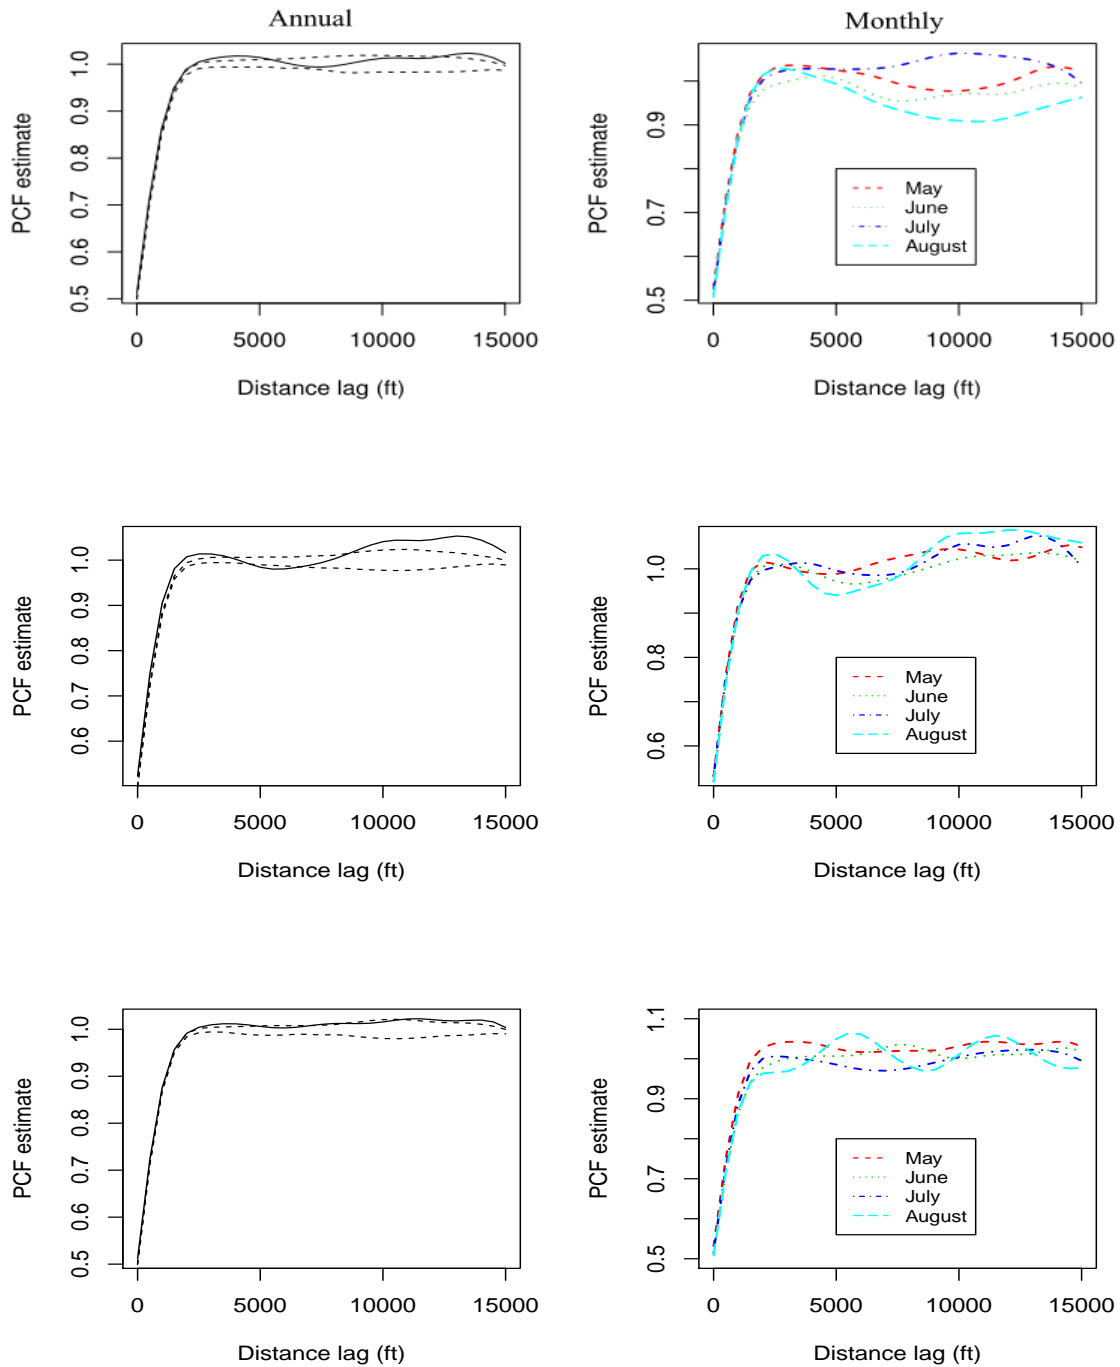 Annual
Monthly
PCF estimate
0.5 0.6 0.7 0.8 0.9 1.0
0 5000 10000 15000
Distance lag (ft)
PCF estimate
0.5 0.7 0.9
May
June
July
August
0 5000 10000 15000
Distance lag (ft)
PCF estimate
0.6 0.7 0.8 0.9 1.0
0 5000 10000 15000
Distance lag (ft)
PCF estimate
0.6 0.8 1.0
May
June
July
August
0 5000 10000 15000
Distance lag (ft)
PCF estimate
0.5 0.6 0.7 0.8 0.9 1.0
0 5000 10000 15000
Distance lag (ft)
PCF estimate
0.5 0.7 0.9 1.1
May
June
July
August
0 5000 10000 15000
Distance lag (ft)